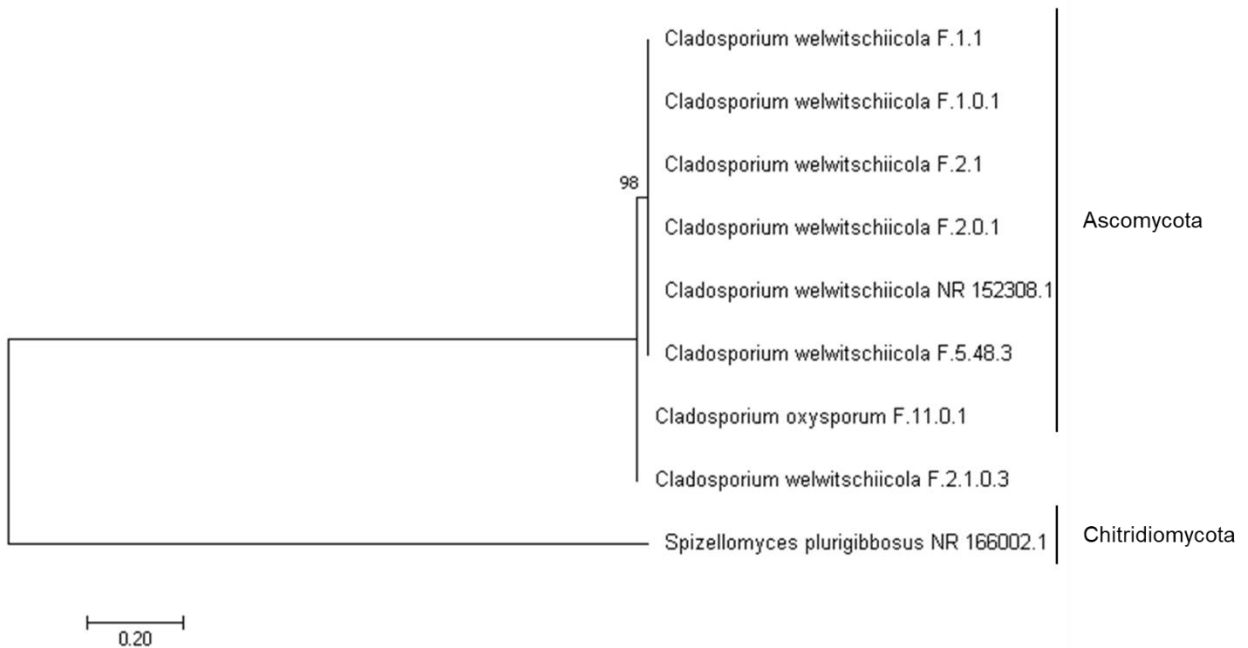 Cladosporium welwitschiicola F.1.1
Cladosporium welwitschiicola F.1.0.1
Cladosporium welwitschiicola F.2.1
98
Cladosporium welwitschiicola F.2.0.1
Ascomycota
Cladosporium welwitschiicola NR 152308.1
Cladosporium welwitschiicola F.5.48.3
Cladosporium oxysporum F.11.0.1
Cladosporium welwitschiicola F.2.1.0.3
Spizellomyces plurigibbosus NR 166002.1
Chitridiomycota
0.20